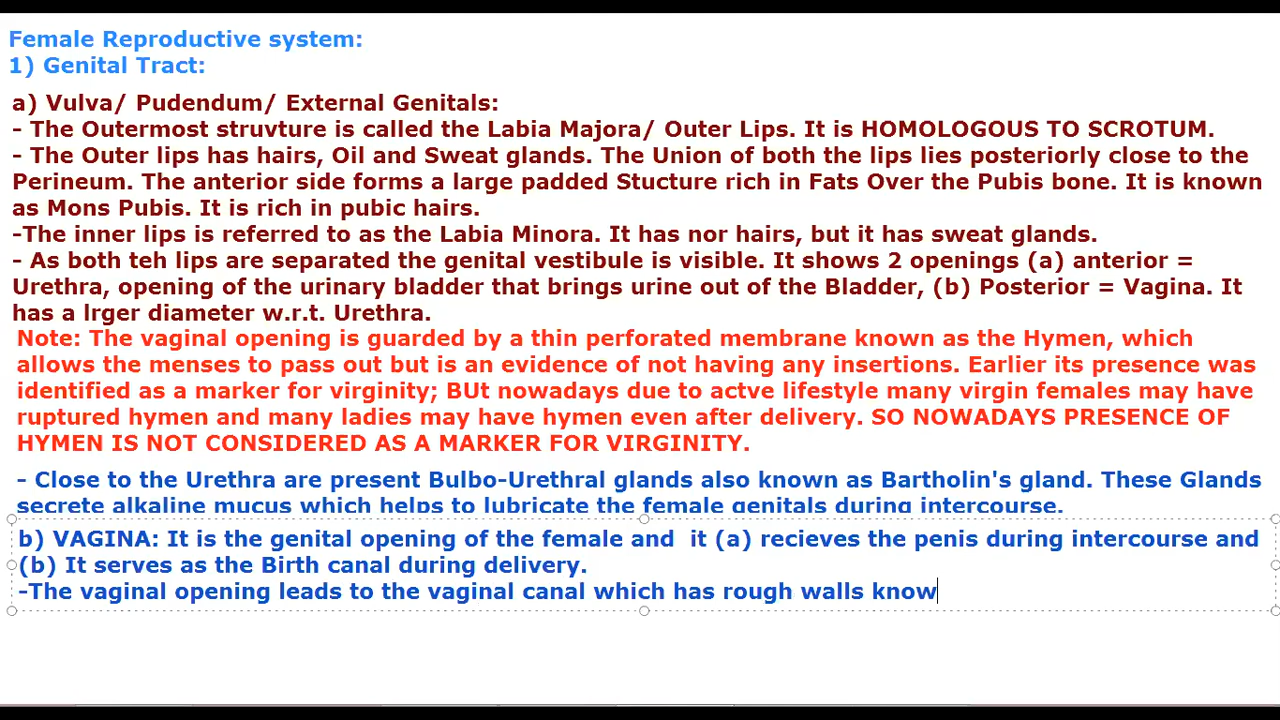 Female Reproductive system:
1) Genital Tract:
a) Vulva/ Pudendum/ External Genitals:
- The Outermost struvture is called the Labia Majora/ Outer Lips. It is HOMOLOGOUS TO SCROTUM.
- The Outer lips has hairs, Oil and Sweat glands. The Union of both the lips lies posteriorly close to the
Perineum. The anterior side forms a large padded Stucture rich in Fats Over the Pubis bone. It is known
as Mons Pubis. It is rich in pubic hairs.
-The inner lips is referred to as the Labia Minora. It has nor hairs, but it has sweat glands.
- As both teh lips are separated the genital vestibule is visible. It shows 2 openings (a) anterior =
Urethra, opening of the urinary bladder that brings urine out of the Bladder, (b) Posterior = Vagina. It
has a lrger diameter w.r.t. Urethra.
Note: The vaginal opening is guarded by a thin perforated membrane known as the Hymen, which
allows the menses to pass out but is an evidence of not having any insertions. Earlier its presence was
identified as a marker for virginity; BUt nowadays due to actve lifestyle many virgin females may have
ruptured hymen and many ladies may have hymen even after delivery. SO NOWADAYS PRESENCE OF
HYMEN IS NOT CONSIDERED AS A MARKER FOR VIRGINITY.
- Close to the Urethra are present Bulbo-Urethral glands also known as Bartholin's gland. These Glands
secrete alkaline mucus which helps to lubricate the female genitals during intercourse.
b) VAGINA: It is the genital opening of the female and  it (a) recieves the penis during intercourse and
(b) It serves as the Birth canal during delivery.
-The vaginal opening leads to the vaginal canal which has rough walls know